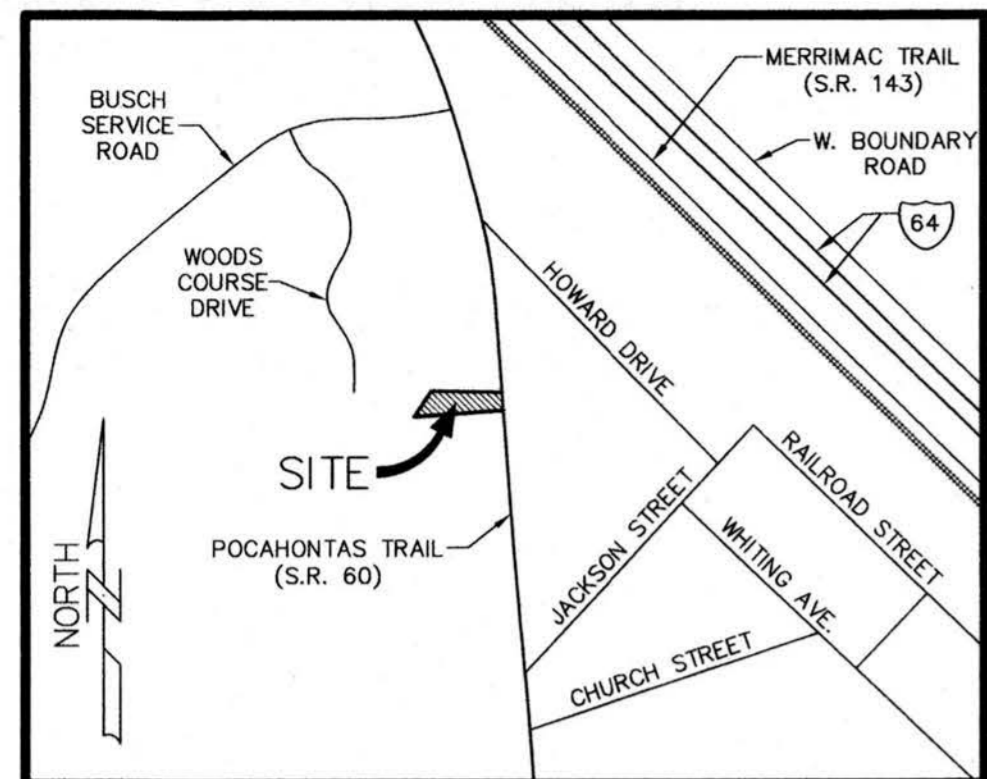 MERRIMAC TRAIL
(S.R. 143)
W. BOUNDARY
ROAD
64
BUSCH
SERVICE
ROAD
WOODS
COURSE
DRIVE
HOWARD DRIVE
SITE
RAILROAD STREET
JACKSON STREET
WHITING AVE.
POCAHONTAS TRAIL
(S.R. 60)
NORTH
CHURCH STREET